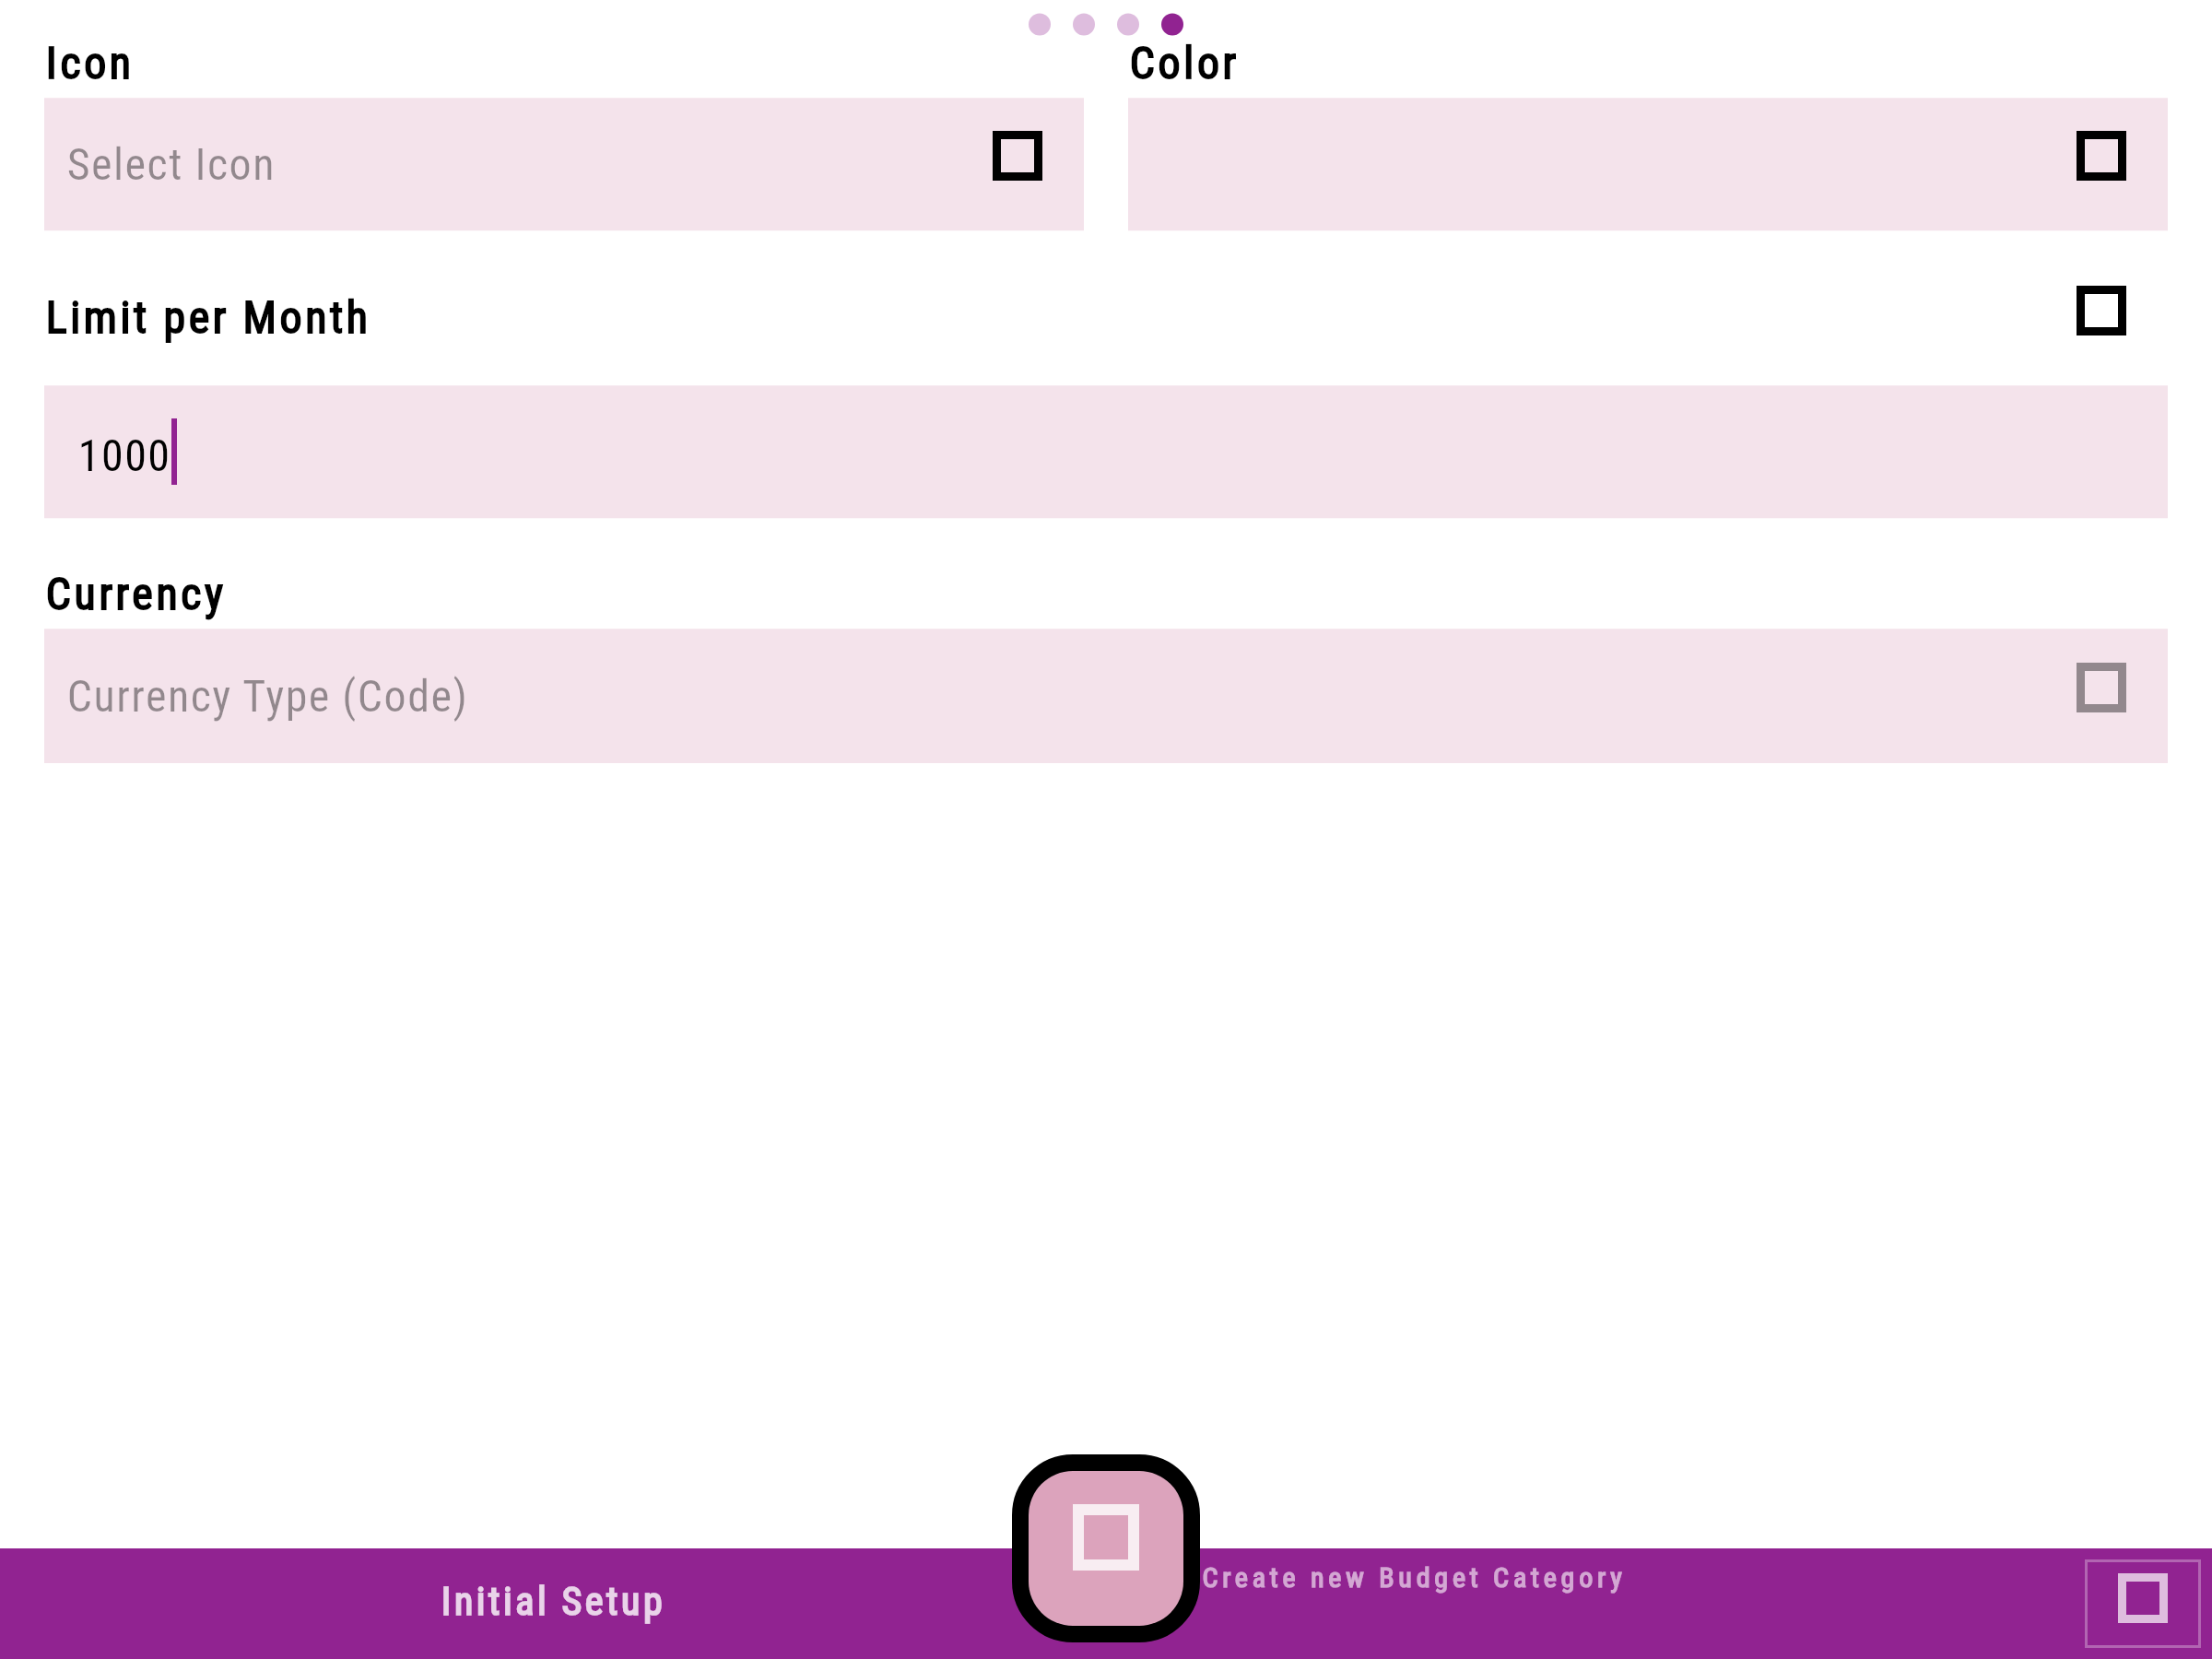 Icon
Color
Select Icon
Limit per Month
1000
Currency
Currency Type (Code)
Initial Setup
Create new Budget Category